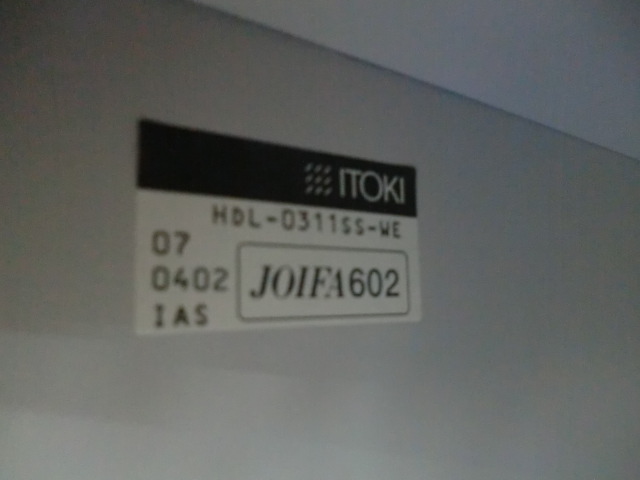 ITOKI
HDL-0311SS-WE
07
0402
IAS
JOIFA602